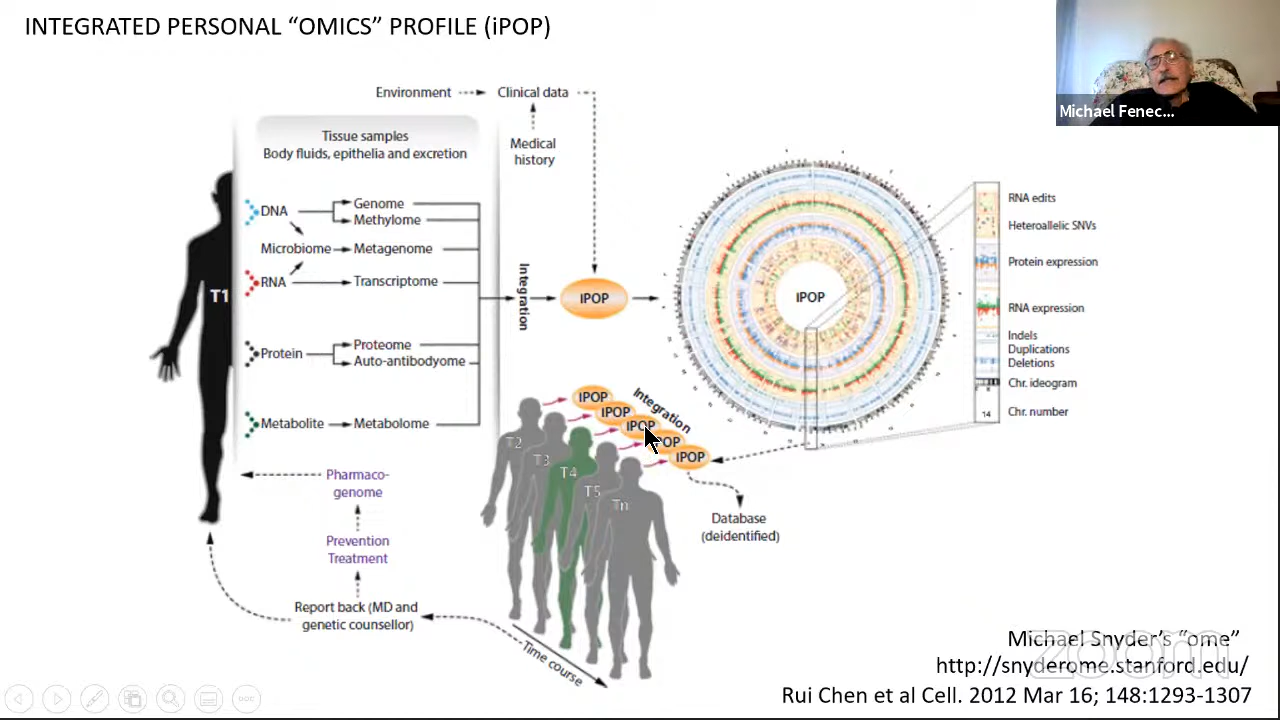 INTEGRATED PERSONAL “OMICS” PROFILE (iPOP)
Michael Fenec...
Environment
Clinical data
Medical
history
Tissue samples
Body fluids, epithelia and excretion
T1
DNA
Genome
Methylome
Microbiome
Metagenome
RNA
Transcriptome
Protein
Proteome
Auto-antibodyome
Metabolite
Metabolome
Integration
iPOP
iPOP
RNA edits
Heteroallelic SNVs
Protein expression
RNA expression
Indels
Duplications
Deletions
Chr. ideogram
14
Chr. number
iPOP
iPOP
iPOP
iPOP
iPOP
Integration
T2
T3
T4
T5
Tn
Time course
Database
(deidentified)
Pharmaco-
genome
Prevention
Treatment
Report back (MD and
genetic counsellor)
Michael Snyder’s “ome”
zoom
http://snyderome.stanford.edu/
Rui Chen et al Cell. 2012 Mar 16; 148:1293-1307